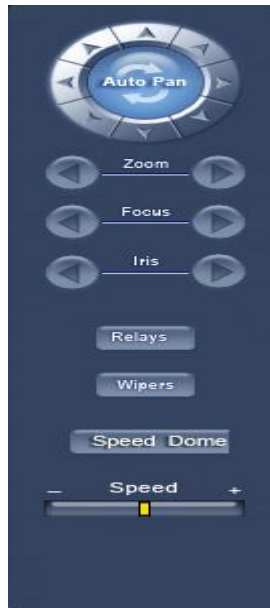 Auto Pan
Zoom
Focus
Iris
Relays
Wipers
Speed Dome
– Speed +